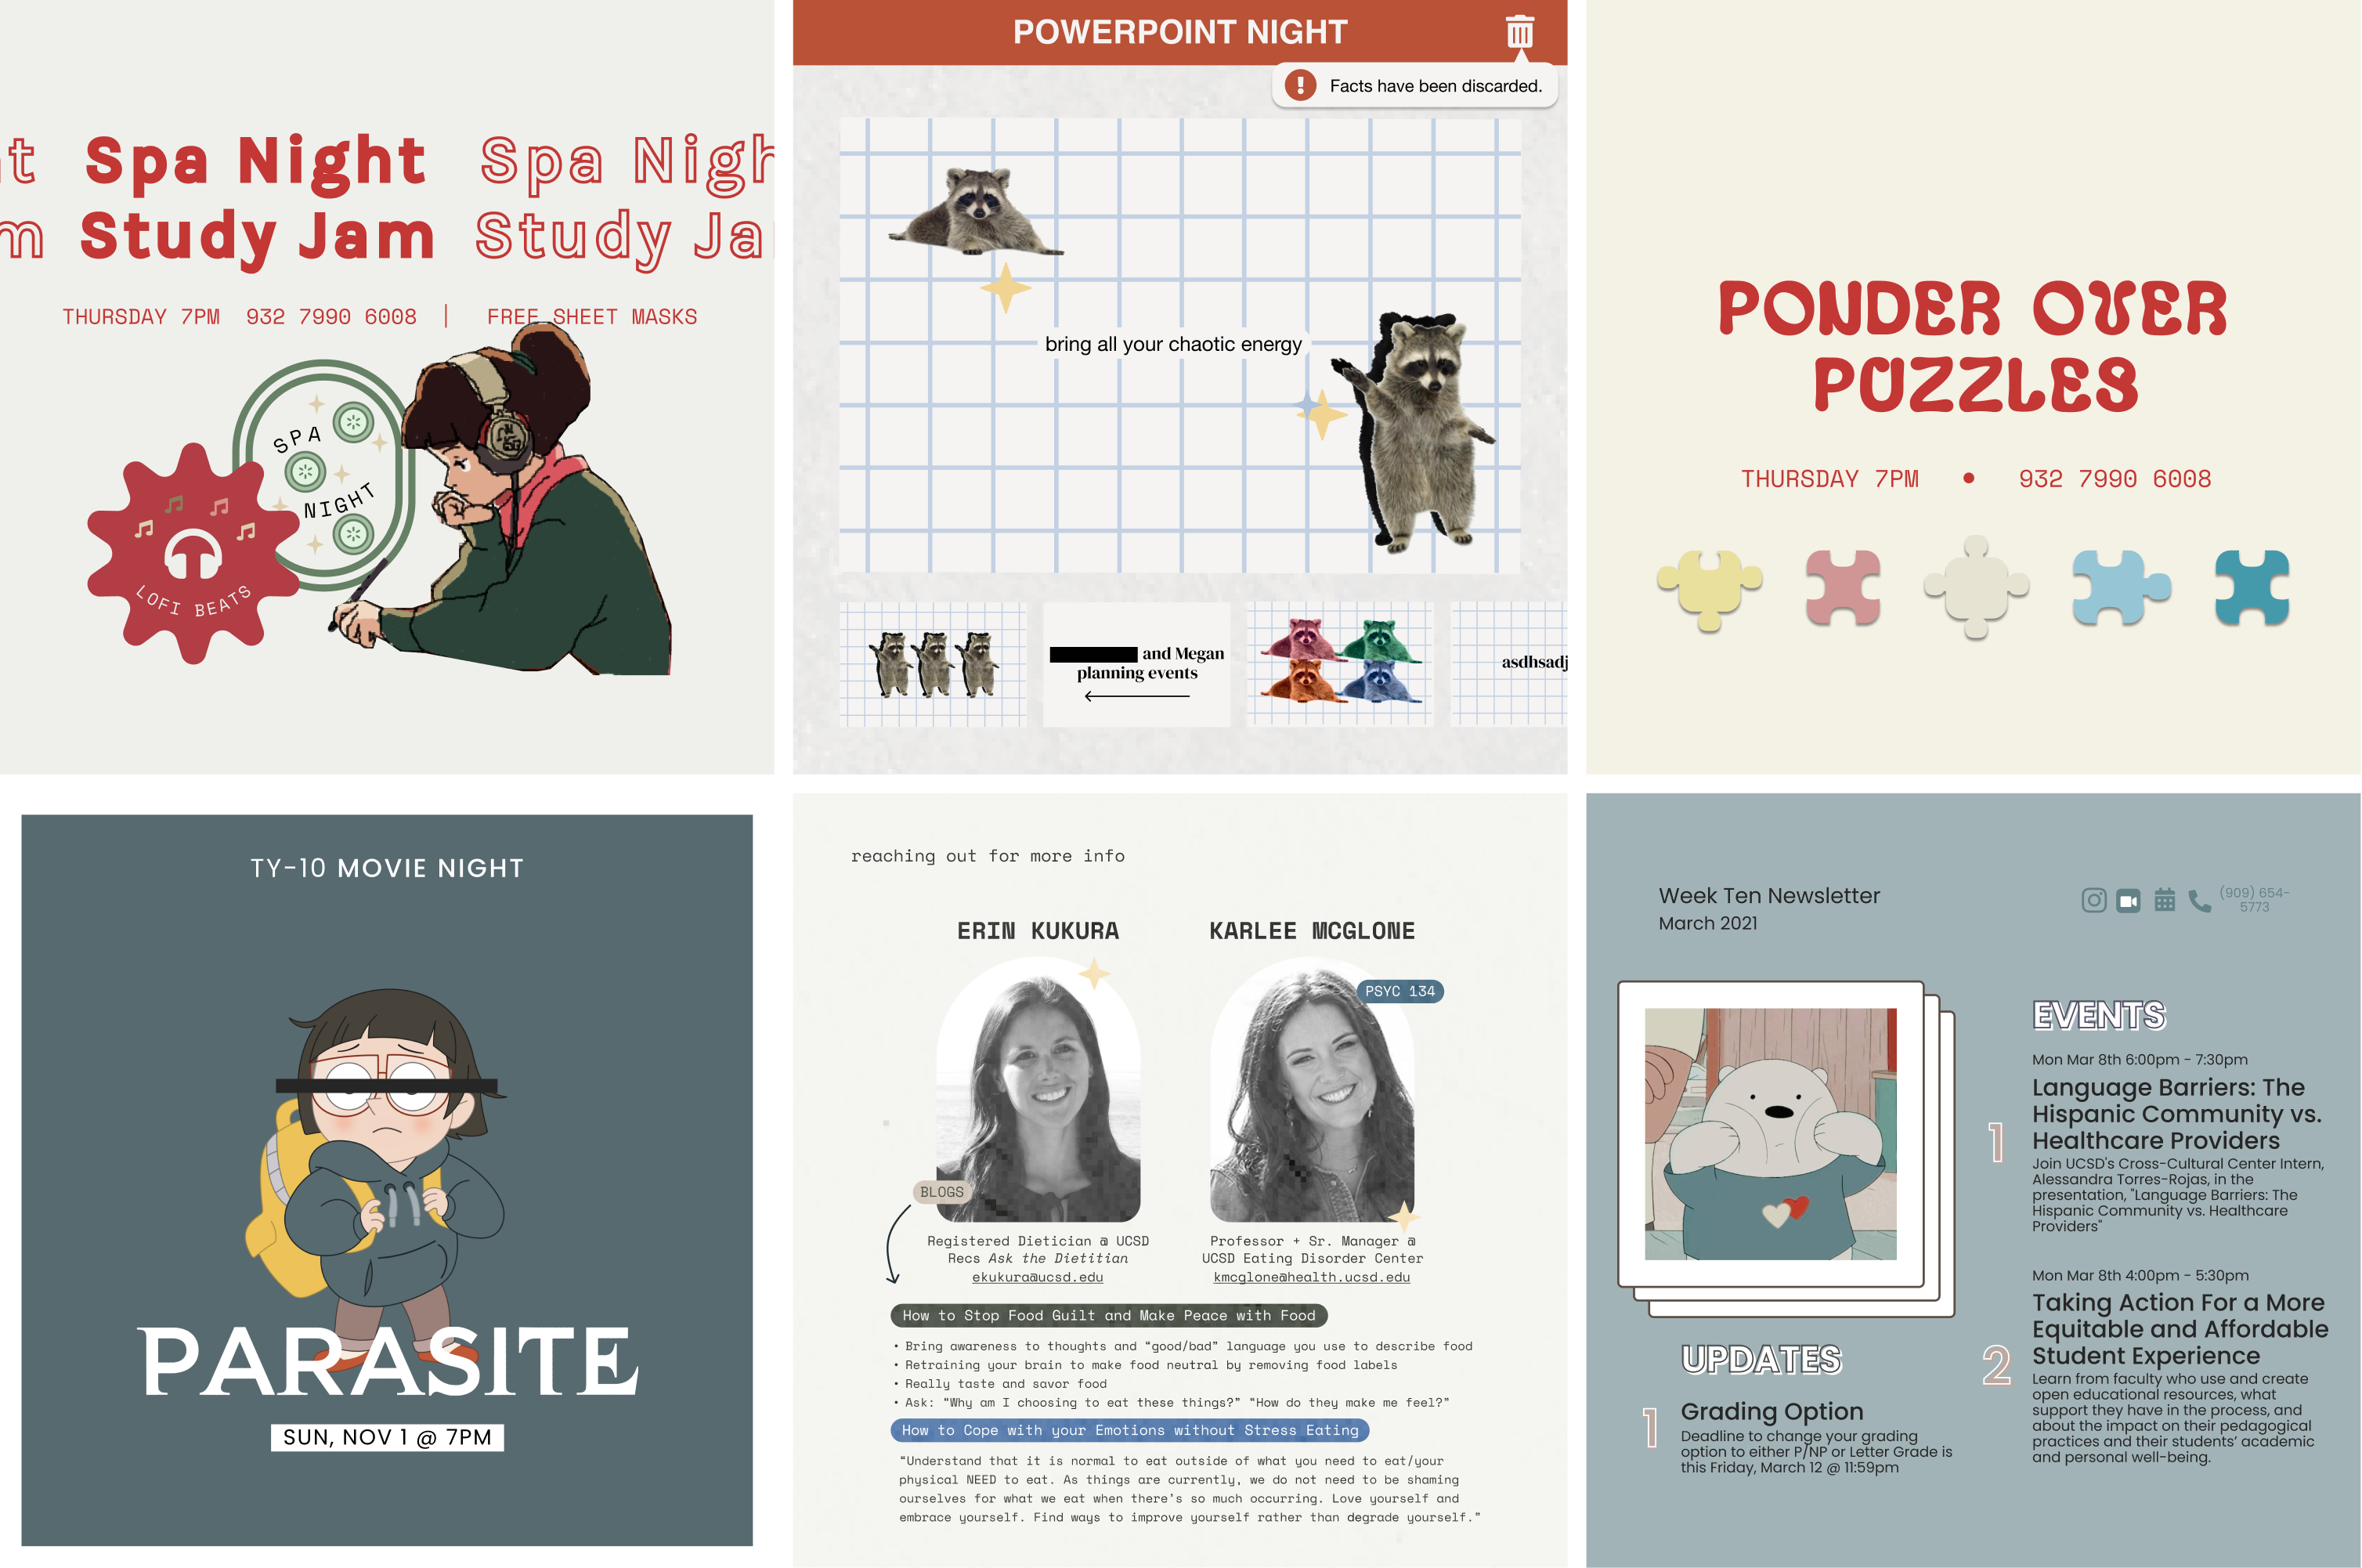 t Spa Night Spa Nigh
m Study Jam Study Ja
THURSDAY 7PM 932 7990 6008 | FREE SHEET MASKS
SPA
NIGHT
LOFI BEATS
POWERPOINT NIGHT
! Facts have been discarded.
bring all your chaotic energy
and Megan
planning events
asdhsadj
PONDER OVER
PUZZLES
THURSDAY 7PM • 932 7990 6008
TY-10 MOVIE NIGHT
PARASITE
SUN, NOV 1 @ 7PM
reaching out for more info
ERIN KUKURA
BLOGS
Registered Dietician @ UCSD
Recs Ask the Dietitian
ekukura@ucsd.edu
KARLEE MCGLONE
PSYC 134
Professor + Sr. Manager @
UCSD Eating Disorder Center
kmcglone@health.ucsd.edu
How to Stop Food Guilt and Make Peace with Food
• Bring awareness to thoughts and “good/bad” language you use to describe food
• Retraining your brain to make food neutral by removing food labels
• Really taste and savor food
• Ask: “Why am I choosing to eat these things?” “How do they make me feel?”
How to Cope with your Emotions without Stress Eating
“Understand that it is normal to eat outside of what you need to eat/your
physical NEED to eat. As things are currently, we do not need to be shaming
ourselves for what we eat when there’s so much occurring. Love yourself and
embrace yourself. Find ways to improve yourself rather than degrade yourself.”
Week Ten Newsletter
March 2021
(909) 654-
5773
UPDATES
1
Grading Option
Deadline to change your grading
option to either P/NP or Letter Grade is
this Friday, March 12 @ 11:59pm
EVENTS
Mon Mar 8th 6:00pm - 7:30pm
1
Language Barriers: The
Hispanic Community vs.
Healthcare Providers
Join UCSD's Cross-Cultural Center Intern,
Alessandra Torres-Rojas, in the
presentation, "Language Barriers: The
Hispanic Community vs. Healthcare
Providers"
Mon Mar 8th 4:00pm - 5:30pm
2
Taking Action For a More
Equitable and Affordable
Student Experience
Learn from faculty who use and create
open educational resources, what
support they have in the process, and
about the impact on their pedagogical
practices and their students’ academic
and personal well-being.